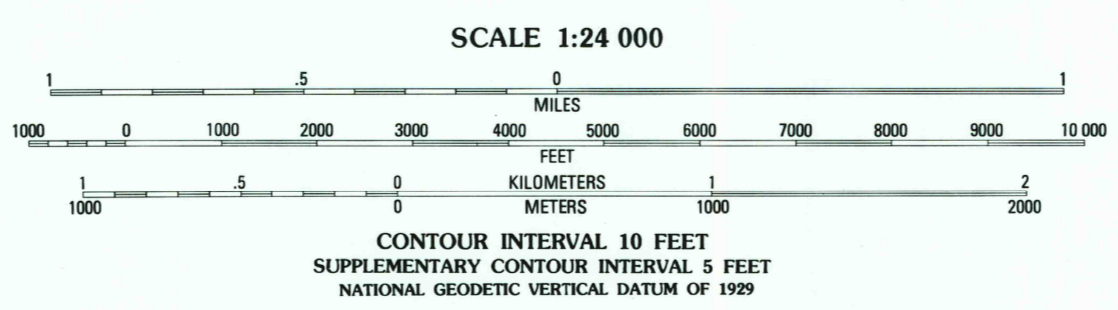 SCALE 1:24 000
1 .5 0 1
MILES
1000 0 1000 2000 3000 4000 5000 6000 7000 8000 9000 10 000
FEET
1 .5 0 KILOMETERS 1 2
1000 0 METERS 1000 2000
CONTOUR INTERVAL 10 FEET
SUPPLEMENTARY CONTOUR INTERVAL 5 FEET
NATIONAL GEODETIC VERTICAL DATUM OF 1929